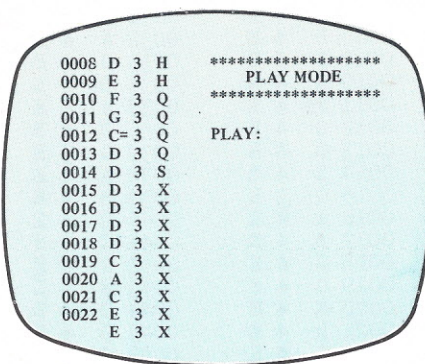 0008 D 3 H
0009 E 3 H
0010 F 3 Q
0011 G 3 Q
0012 C= 3 Q
0013 D 3 Q
0014 D 3 S
0015 D 3 X
0016 D 3 X
0017 D 3 X
0018 D 3 X
0019 C 3 X
0020 A 3 X
0021 C 3 X
0022 E 3 X
E 3 X
*******************
PLAY MODE
*******************
PLAY: